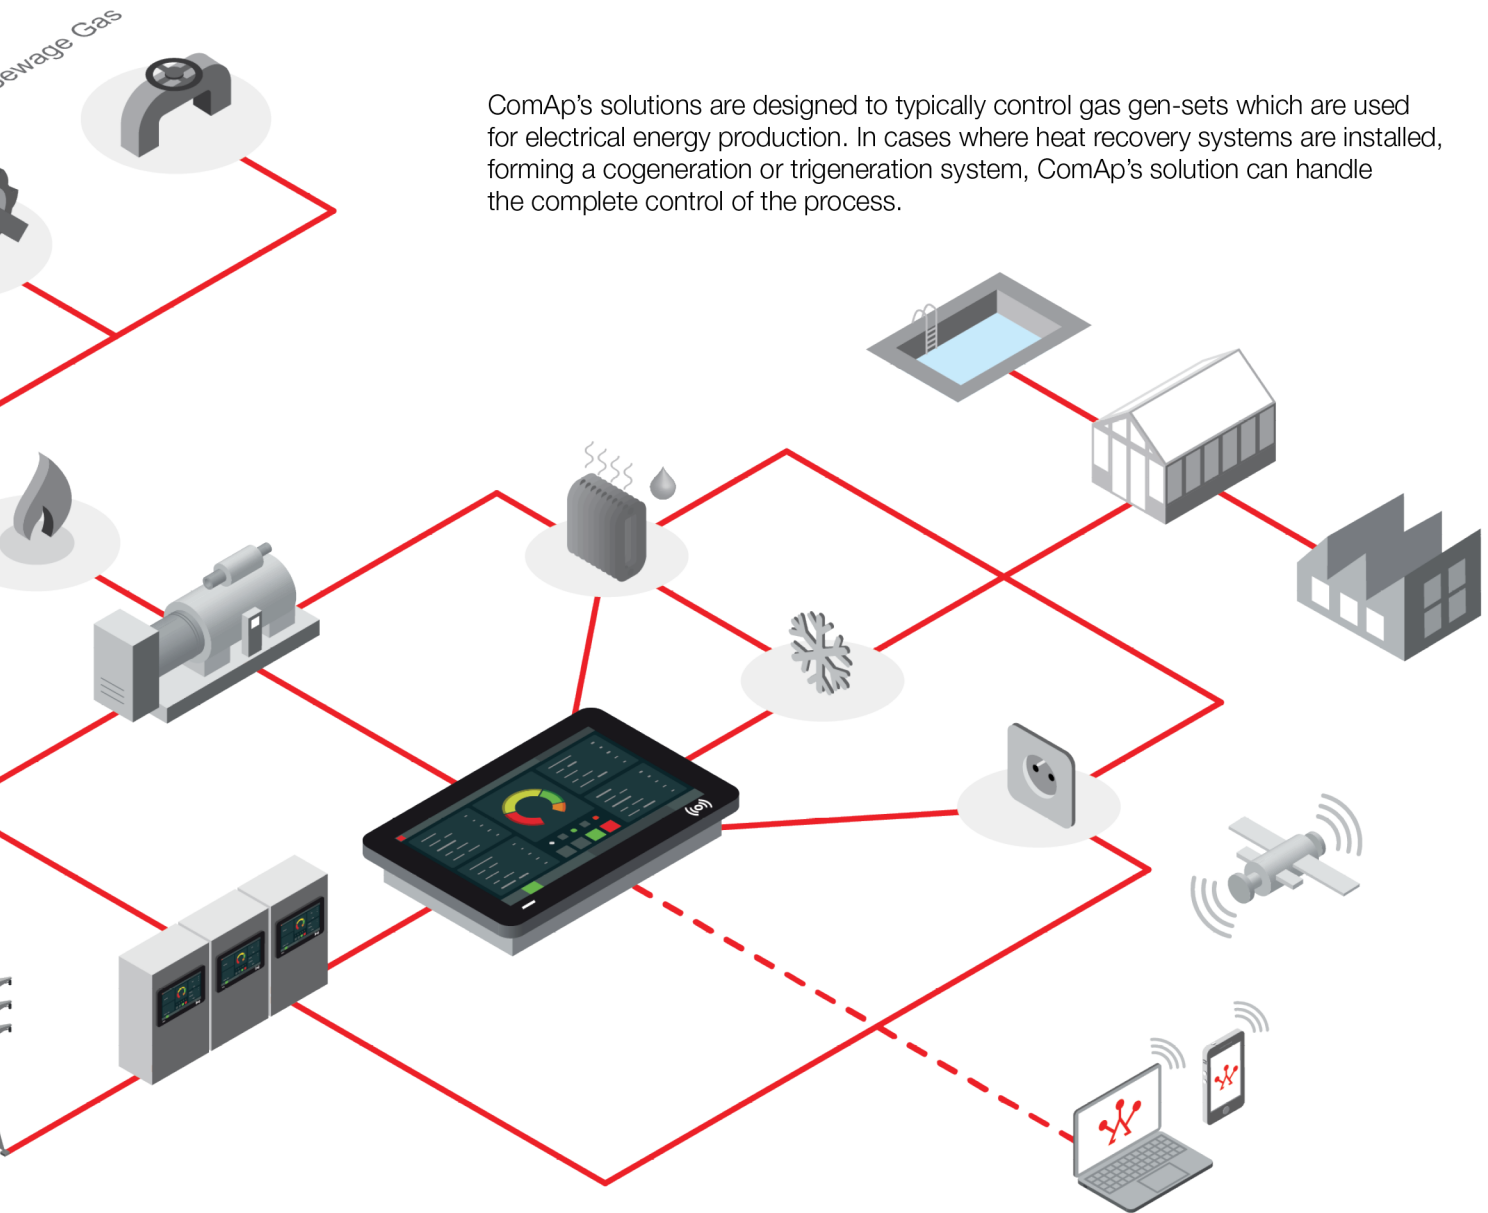 Gas
ComAp’s solutions are designed to typically control gas gen-sets which are used
for electrical energy production. In cases where heat recovery systems are installed,
forming a cogeneration or trigeneration system, ComAp’s solution can handle
the complete control of the process.